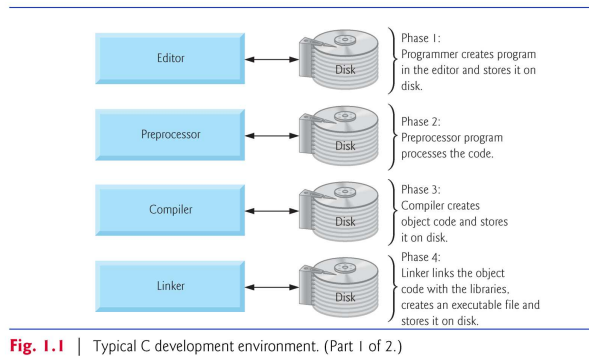 Editor
Disk
Phase 1:
Programmer creates program
in the editor and stores it on
disk.
Preprocessor
Disk
Phase 2:
Preprocessor program
processes the code.
Compiler
Disk
Phase 3:
Compiler creates
object code and stores
it on disk.
Linker
Disk
Phase 4:
Linker links the object
code with the libraries,
creates an executable file and
stores it on disk.
Fig. 1.1 | Typical C development environment. (Part 1 of 2.)